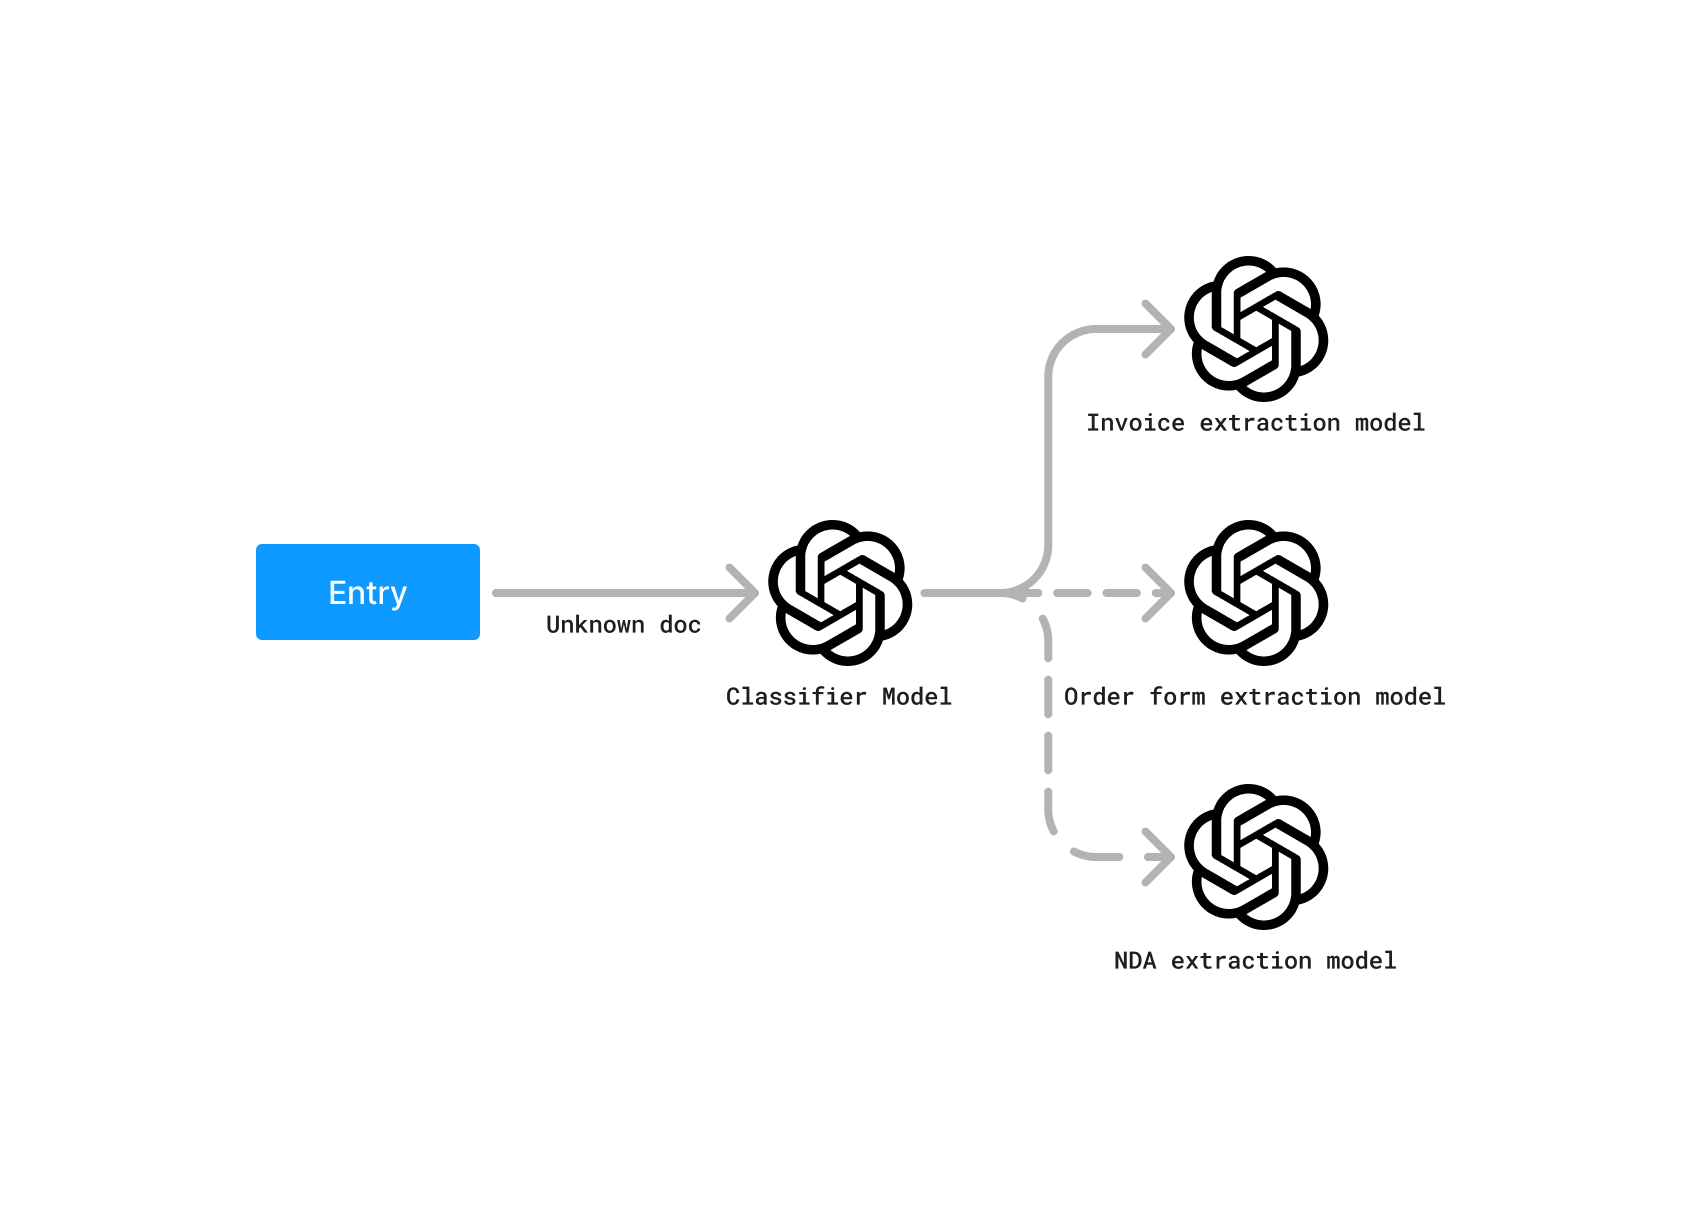 Entry
Unknown doc
Classifier Model
Invoice extraction model
Order form extraction model
NDA extraction model